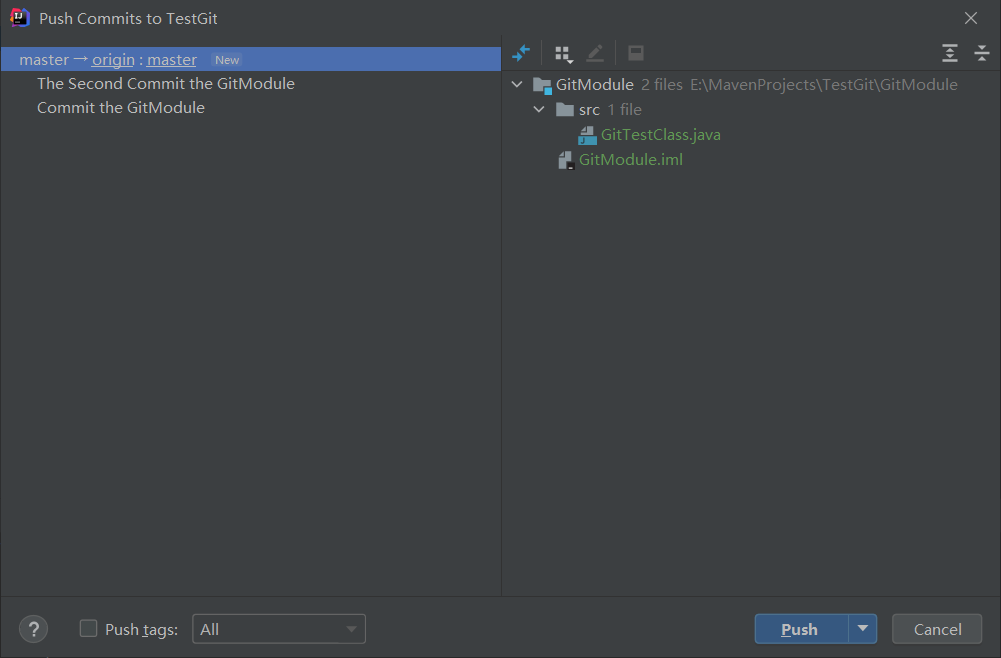 Push Commits to TestGit
master → origin : master New
The Second Commit the GitModule
Commit the GitModule
GitModule 2 files E:\MavenProjects\TestGit\GitModule
src 1 file
GitTestClass.java
GitModule.iml
? Push tags: All Push Cancel